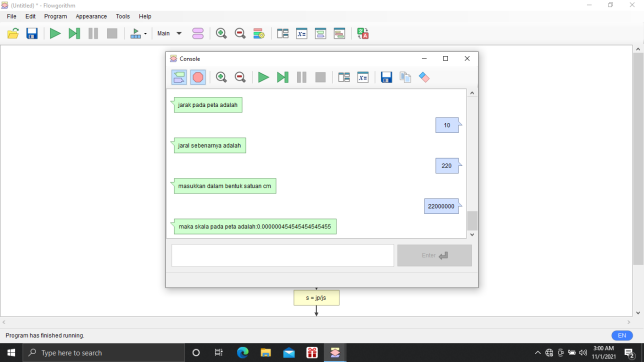 (Untitled) * - Flowgorithm
File Edit Program Appearance Tools Help
Main
Console
jarak pada peta adalah
10
jaral sebenarnya adalah
220
masukkan dalam bentuk satuan cm
22000000
maka skala pada peta adalah:0.000000454545454545455
Enter
s = jp/js
Program has finished running.
EN
Type here to search
3:00 AM
11/1/2021
2